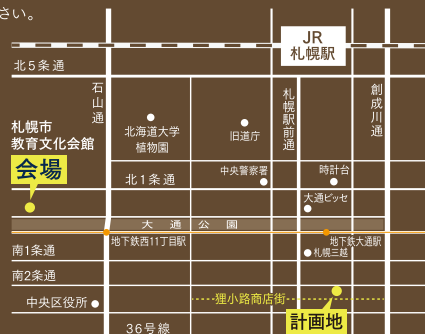 さい。
JR
札幌駅
北5条通
石山通
札幌駅前通
創成川通
札幌市
教育文化会館
会場
北海道大学
植物園
旧道庁
中央警察署
時計台
北1条通
大通ビッセ
大通公園
地下鉄西11丁目駅
地下鉄大通駅
南1条通
札幌三越
南2条通
狸小路商店街
中央区役所
計画地
36号線